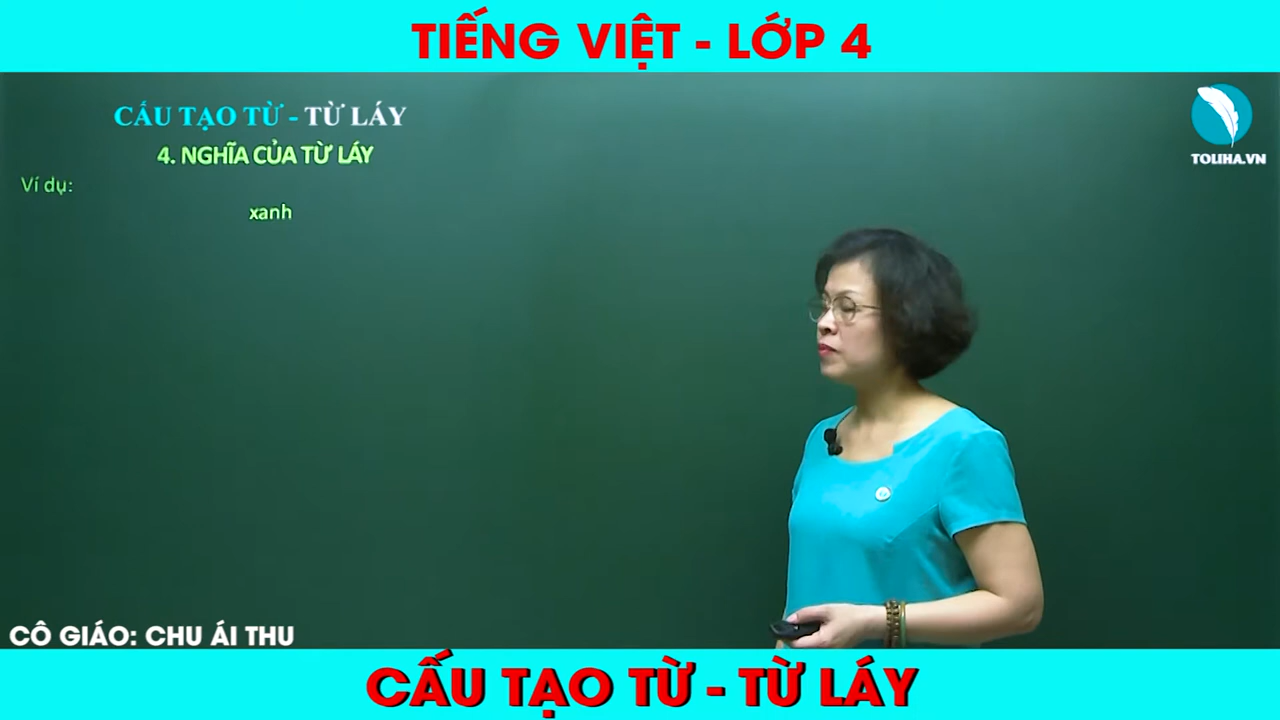 TIẾNG VIỆT - LỚP 4
CẤU TẠO TỪ - TỪ LÁY
4. NGHĨA CỦA TỪ LÁY
Ví dụ:
xanh
TOLIHA.VN
CÔ GIÁO: CHU ÁI THU
CẤU TẠO TỪ - TỪ LÁY